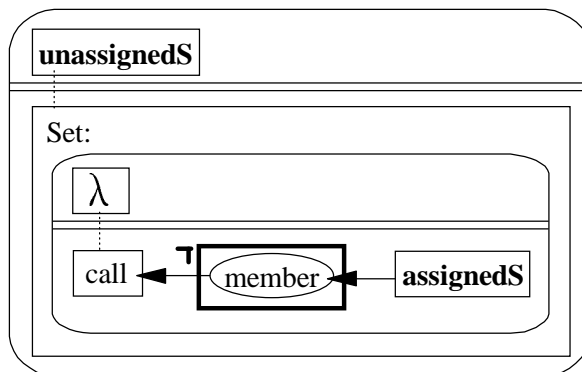 unassignedS
Set:
λ
¬
call member assignedS